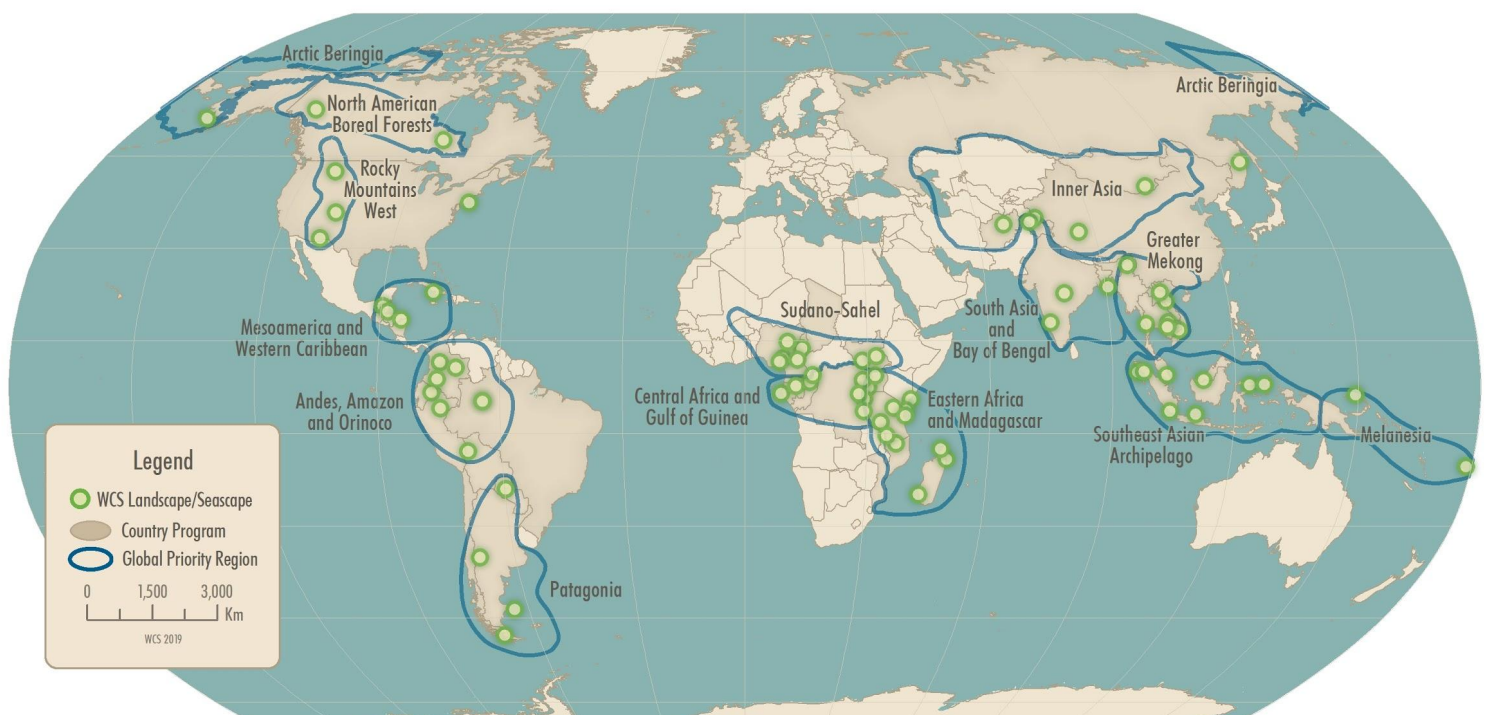 Arctic Beringia
North American
Boreal Forests
Rocky
Mountains
West
Mesoamerica and
Western Caribbean
Andes, Amazon
and Orinoco
Patagonia
Sudano-Sahel
Central Africa and
Gulf of Guinea
Eastern Africa
and Madagascar
Arctic Beringia
Inner Asia
Greater
Mekong
South Asia
and
Bay of Bengal
Southeast Asian
Archipelago
Melanesia
Legend
WCS Landscape/Seascape
Country Program
Global Priority Region
0 1,500 3,000
Km
WCS 2019